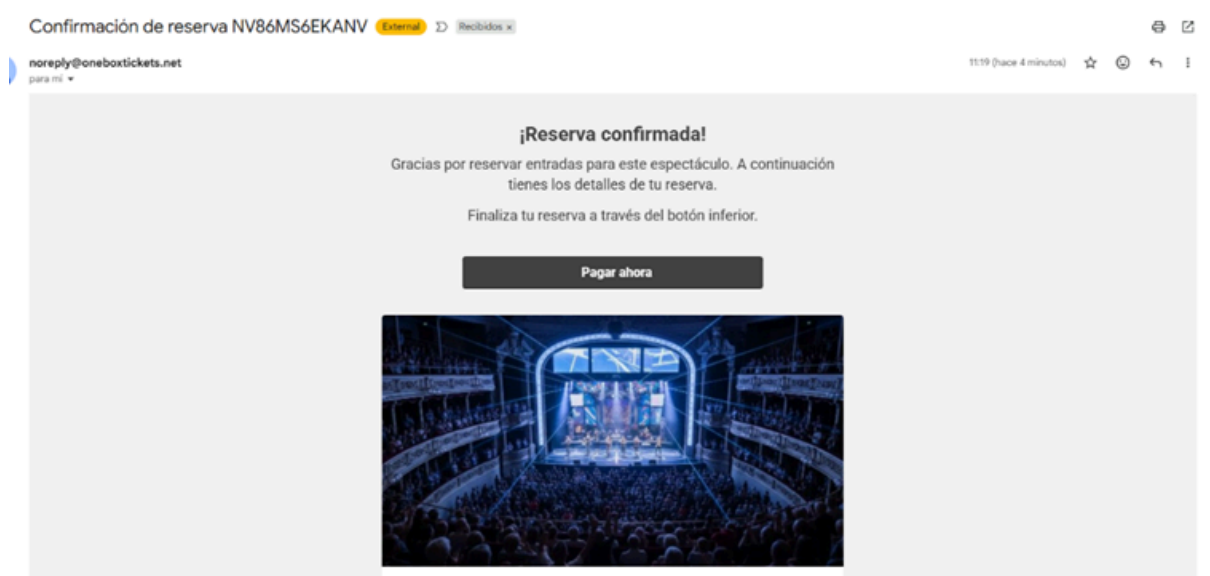 Confirmación de reserva NV86MS6EKANV External Recibidos x
noreply@oneboxtickets.net 11:19 (hace 4 minutos)
para mí
¡Reserva confirmada!
Gracias por reservar entradas para este espectáculo. A continuación
tienes los detalles de tu reserva.
Finaliza tu reserva a través del botón inferior.
Pagar ahora